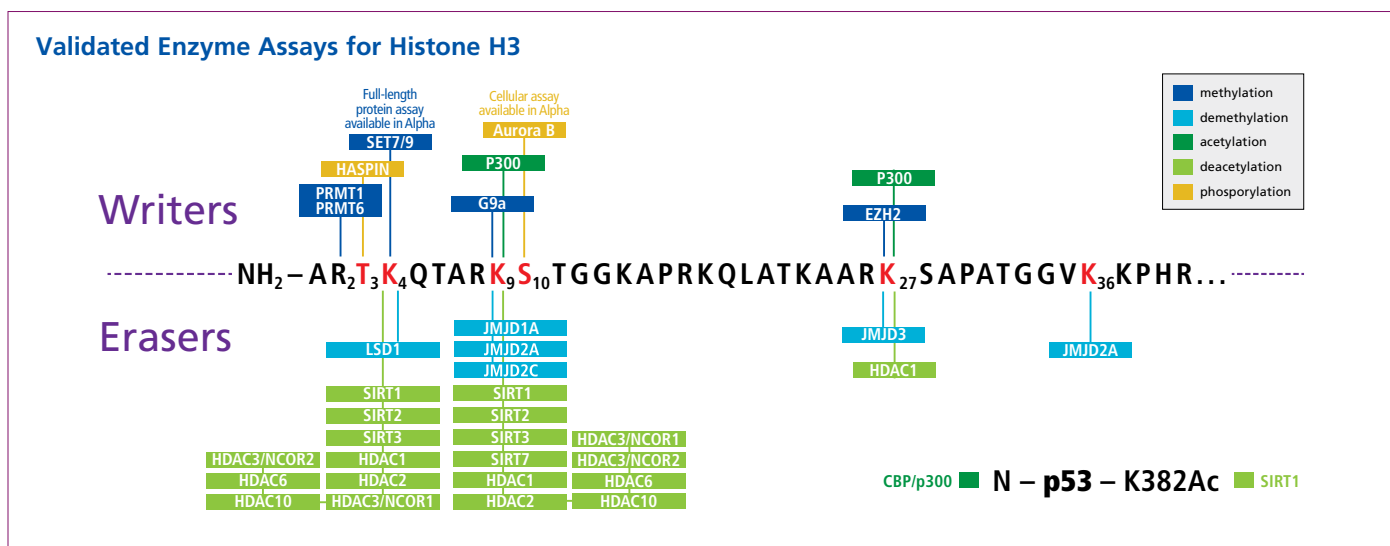 Validated Enzyme Assays for Histone H3
methylation
demethylation
acetylation
deacetylation
phosporylation
Full-length
protein assay
available in Alpha
SET7/9
HASPIN
PRMT1
PRMT6
Cellular assay
available in Alpha
Aurora B
P300
G9a
P300
EZH2
Writers
NH2–AR2T3K4QTARK9S10TGGKAPRKQLATKAARK27SAPATGGVK36KPHR...
Erasers
LSD1
SIRT1
SIRT2
SIRT3
HDAC1
HDAC2
HDAC3/NCOR1
HDAC3/NCOR2
HDAC6
HDAC10
JMJD1A
JMJD2A
JMJD2C
SIRT1
SIRT2
SIRT3
SIRT7
HDAC1
HDAC2
HDAC3/NCOR1
HDAC3/NCOR2
HDAC6
HDAC10
JMJD3
HDAC1
JMJD2A
CBP/p300 N – p53 – K382Ac SIRT1